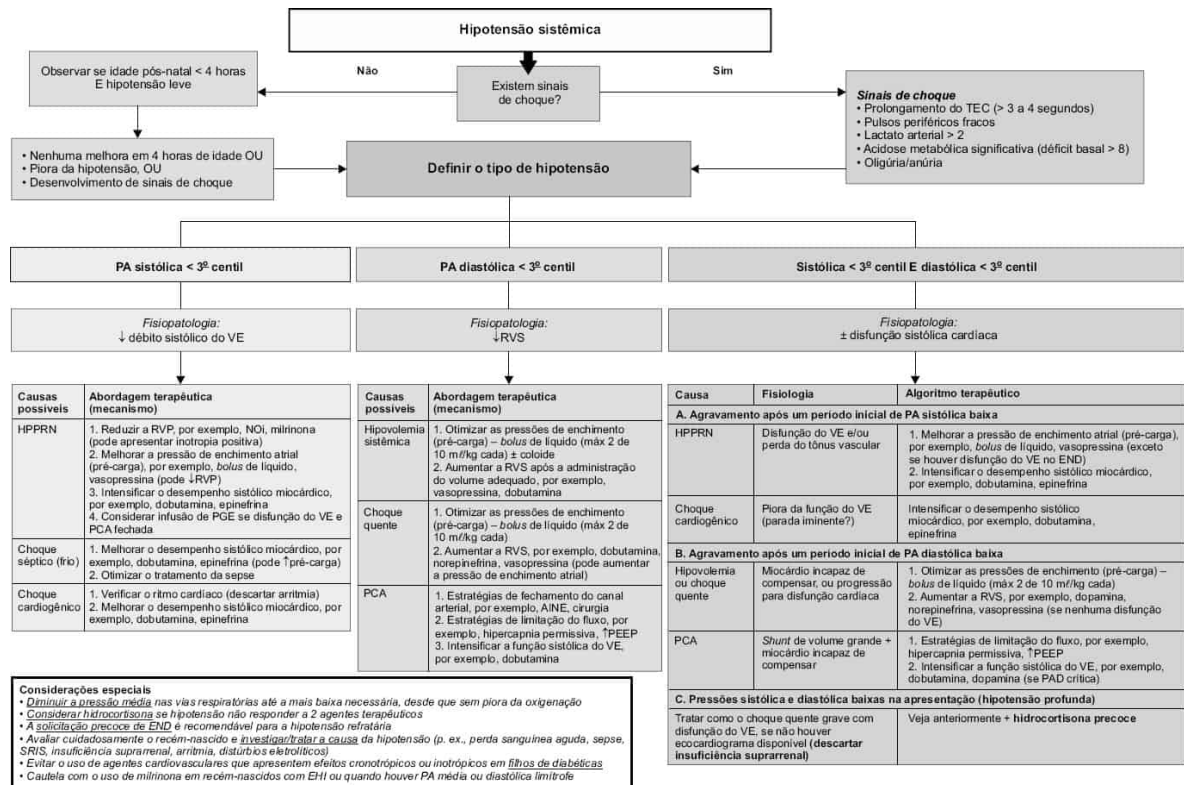 Hipotensão sistêmica
Observar se idade pós-natal < 4 horas
E hipotensão leve
Não
Existem sinais
de choque?
Sim
Sinais de choque
• Prolongamento do TEC (> 3 a 4 segundos)
• Pulsos periféricos fracos
• Lactato arterial > 2
• Acidose metabólica significativa (déficit basal > 8)
• Oligúria/anúria
• Nenhuma melhora em 4 horas de idade OU
• Piora da hipotensão, OU
• Desenvolvimento de sinais de choque
Definir o tipo de hipotensão
PA sistólica < 3º centil
Fisiopatologia:
↓ débito sistólico do VE
Causas
possíveis
Abordagem terapêutica
(mecanismo)
HPPRN
1. Reduzir a RVP, por exemplo, NOi, milrinona
(pode apresentar inotropia positiva)
2. Melhorar a pressão de enchimento atrial
(pré-carga), por exemplo, bolus de líquido,
vasopressina (pode ↓RVP)
3. Intensificar o desempenho sistólico miocárdico,
por exemplo, dobutamina, epinefrina
4. Considerar infusão de PGE se disfunção do VE e
PCA fechada
Choque
séptico (frio)
1. Melhorar o desempenho sistólico miocárdio, por
exemplo, dobutamina, epinefrina (pode ↑pré-carga)
2. Otimizar o tratamento da sepse
Choque
cardiogênico
1. Verificar o ritmo cardíaco (descartar arritmia)
2. Melhorar o desempenho sistólico miocárdio, por
exemplo, dobutamina, epinefrina
PA diastólica < 3º centil
Fisiopatologia:
↓RVS
Causas
possíveis
Abordagem terapêutica
(mecanismo)
Hipovolemia
sistêmica
1. Otimizar as pressões de enchimento
(pré-carga) – bolus de líquido (máx 2 de
10 mℓ/kg cada) ± coloide
2. Aumentar a RVS após a administração
do volume adequado, por exemplo,
vasopressina, dobutamina
Choque
quente
1. Otimizar as pressões de enchimento
(pré-carga) – bolus de líquido (máx 2 de
10 mℓ/kg cada)
2. Aumentar a RVS, por exemplo, dobutamina,
norepinefrina, vasopressina (pode aumentar
a pressão de enchimento atrial)
PCA
1. Estratégias de fechamento do canal
arterial, por exemplo, AINE, cirurgia
2. Estratégias de limitação do fluxo, por
exemplo, hipercapnia permissiva, ↑PEEP
3. Intensificar a função sistólica do VE,
por exemplo, dobutamina
Sistólica < 3º centil E diastólica < 3º centil
Fisiopatologia:
± disfunção sistólica cardíaca
Causa
Fisiologia
Algoritmo terapêutico
A. Agravamento após um período inicial de PA sistólica baixa
HPPRN
Disfunção do VE e/ou
perda do tônus vascular
1. Melhorar a pressão de enchimento atrial (pré-carga),
por exemplo, bolus de líquido, vasopressina (exceto
se houver disfunção do VE no END)
2. Intensificar o desempenho sistólico miocárdio,
por exemplo, dobutamina, epinefrina
Choque
cardiogênico
Piora da função do VE
(parada iminente?)
Intensificar o desempenho sistólico
miocárdico, por exemplo, dobutamina,
epinefrina
B. Agravamento após um período inicial de PA diastólica baixa
Hipovolemia
ou choque
quente
Miocárdio incapaz de
compensar, ou progressão
para disfunção cardíaca
1. Otimizar as pressões de enchimento (pré-carga) –
bolus de líquido (máx 2 de 10 mℓ/kg cada)
2. Aumentar a RVS, por exemplo, dopamina,
norepinefrina, vasopressina (se nenhuma disfunção
do VE)
PCA
Shunt de volume grande +
miocárdio incapaz de
compensar
1. Estratégias de limitação do fluxo, por exemplo,
hipercapnia permissiva, ↑PEEP
2. Intensificar a função sistólica do VE, por exemplo,
dobutamina, dopamina (se PAD crítica)
C. Pressões sistólica e diastólica baixas na apresentação (hipotensão profunda)
Tratar como o choque quente grave com
disfunção do VE, se não houver
ecocardiograma disponível (descartar
insuficiência suprarrenal)
Veja anteriormente + hidrocortisona precoce
Considerações especiais
• Diminuir a pressão média nas vias respiratórias até a mais baixa necessária, desde que sem piora da oxigenação
• Considerar hidrocortisona se hipotensão não responder a 2 agentes terapêuticos
• A solicitação precoce de END é recomendável para a hipotensão refratária
• Avaliar cuidadosamente o recém-nascido e investigar/tratar a causa da hipotensão (p. ex., perda sanguínea aguda, sepse,
SRIS, insuficiência suprarrenal, arritmia, distúrbios eletrolíticos)
• Evitar o uso de agentes cardiovasculares que apresentem efeitos cronotrópicos ou inotrópicos em filhos de diabéticas
• Cautela com o uso de milrinona em recém-nascidos com EHI ou quando houver PA média ou diastólica limítrofe